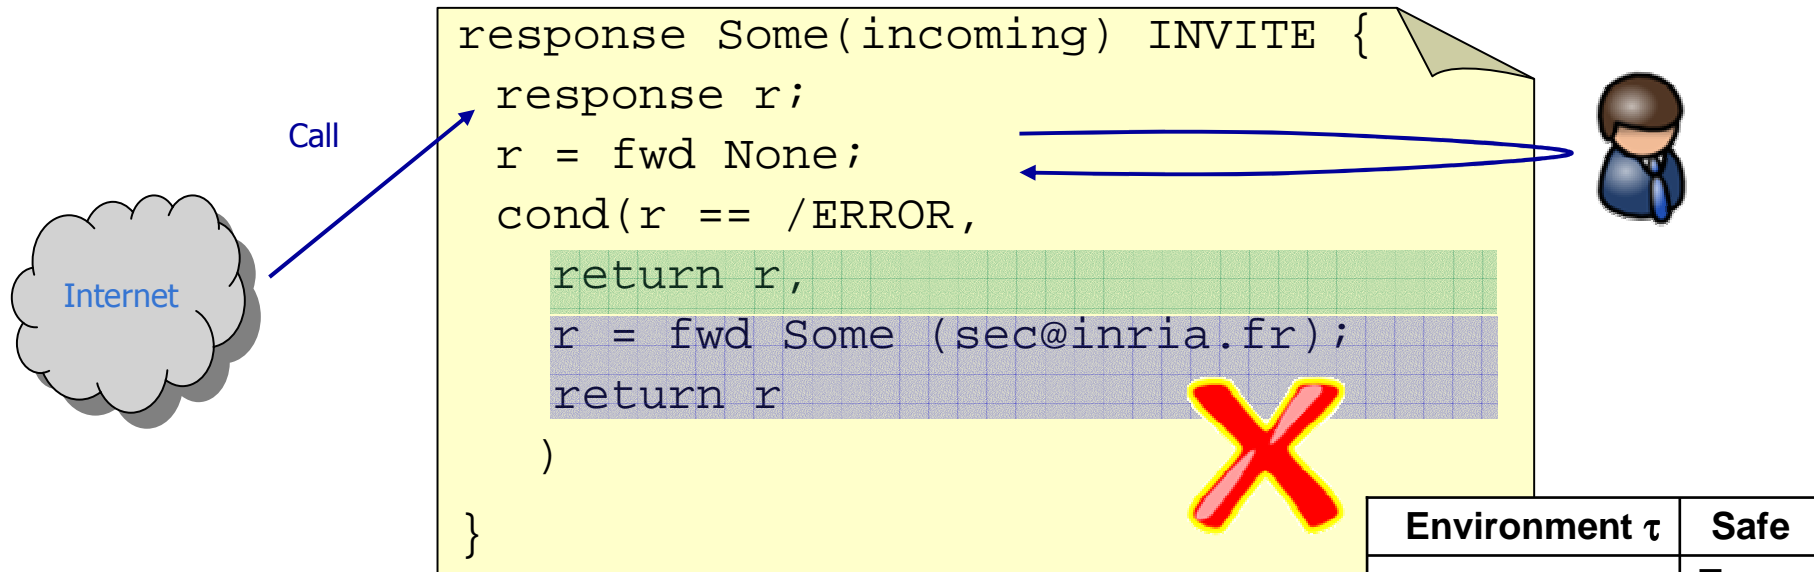 response Some(incoming) INVITE {
response r;
Call
r = fwd None;
cond(r == /ERROR,
return r,
Internet
r = fwd Some (sec@inria.fr);
return r
)
}
Environment τ Safe